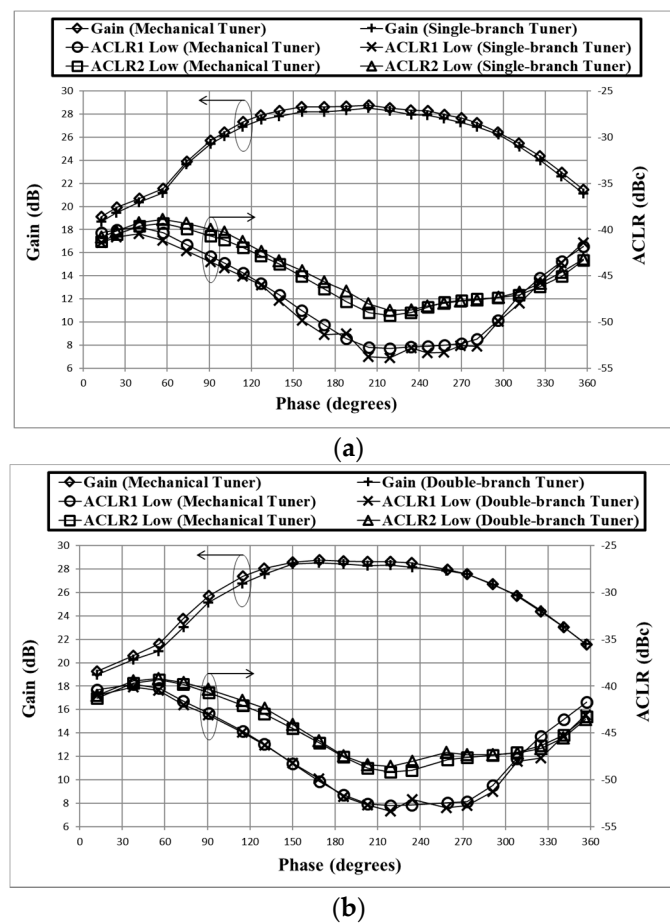 Gain (Mechanical Tuner) Gain (Single-branch Tuner)
ACLR1 Low (Mechanical Tuner) ACLR1 Low (Single-branch Tuner)
ACLR2 Low (Mechanical Tuner) ACLR2 Low (Single-branch Tuner)
30 -25
28
26 -30
24
22 -35
20
18 -40
16
14 -45
12
10 -50
8
6 -55
Gain (dB)
ACLR (dBc)
0 30 60 90 120 150 180 210 240 270 300 330 360
Phase (degrees)
(a)
Gain (Mechanical Tuner) Gain (Double-branch Tuner)
ACLR1 Low (Mechanical Tuner) ACLR1 Low (Double-branch Tuner)
ACLR2 Low (Mechanical Tuner) ACLR2 Low (Double-branch Tuner)
30 -25
28
26 -30
24
22 -35
20
18 -40
16
14 -45
12
10 -50
8
6 -55
Gain (dB)
ACLR (dBc)
0 30 60 90 120 150 180 210 240 270 300 330 360
Phase (degrees)
(b)